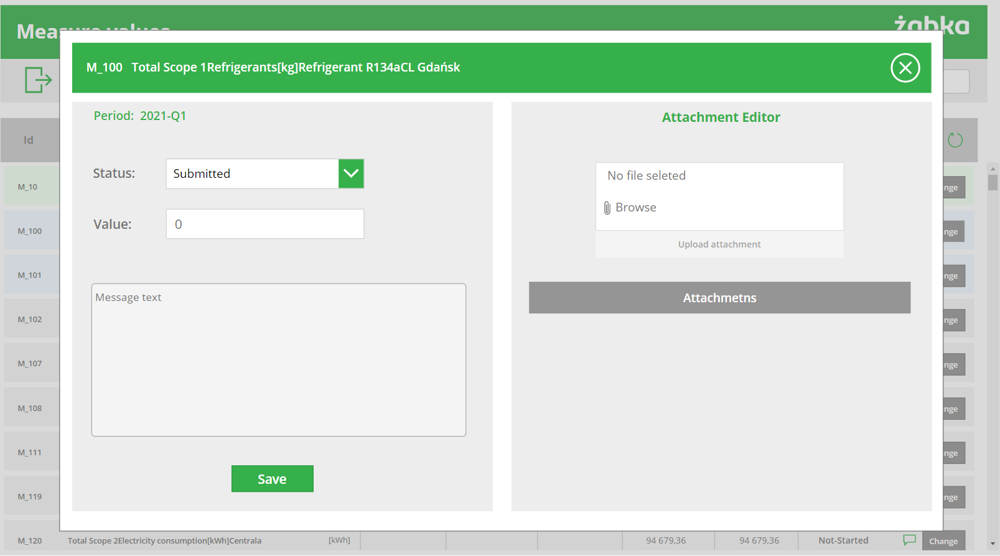 Measure values
żabka
M_100 Total Scope 1Refrigerants[kg]Refrigerant R134aCL Gdańsk
Period: 2021-Q1
Attachment Editor
Id
Status:
Submitted
No file seleted
M_10
nge
Browse
Value:
0
M_100
nge
Upload attachment
M_101
nge
Message text
Attachmetns
M_102
nge
M_107
nge
M_108
nge
M_111
nge
Save
M_119
nge
M_120
Total Scope 2Electricity consumption[kWh]Centrala
[kWh]
94 679,36
94 679,36
Not-Started
Change